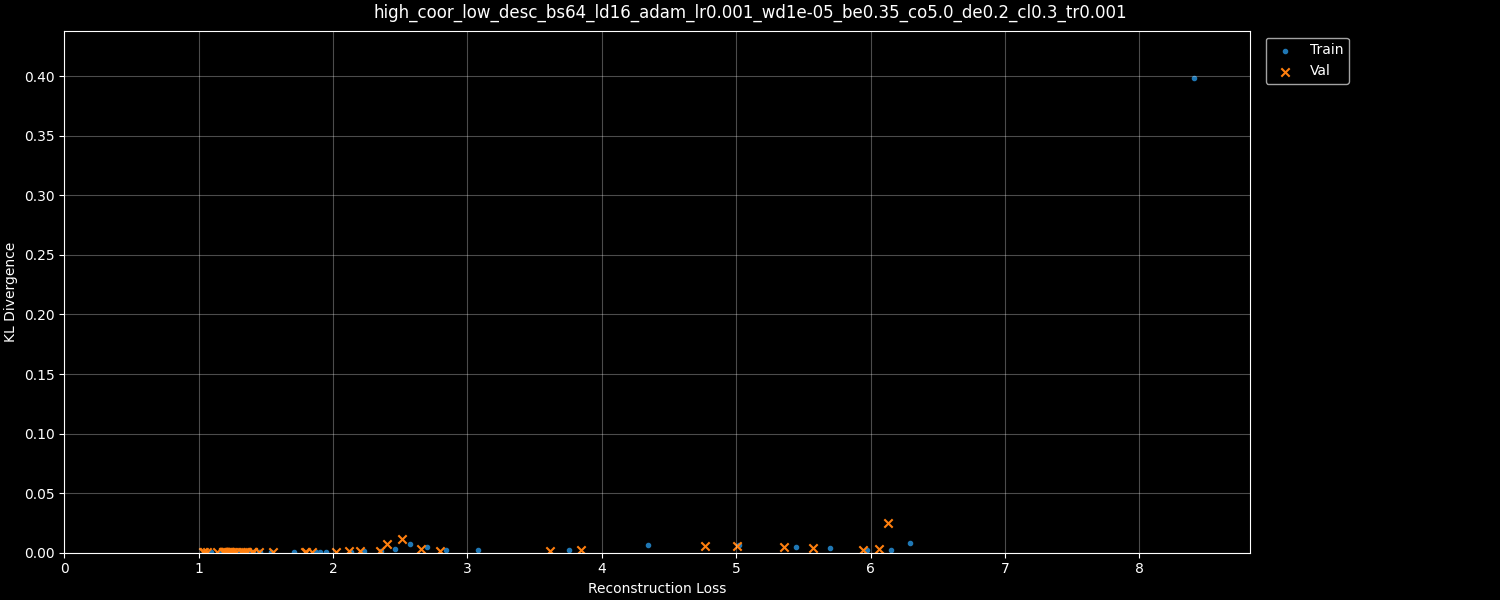 high_coor_low_desc_bs64_ld16_adam_lr0.001_wd1e-05_be0.35_co5.0_de0.2_cl0.3_tr0.001
Train
Val
0.40
0.35
0.30
0.25
0.20
0.15
0.10
0.05
0.00
KL Divergence
0 1 2 3 4 5 6 7 8
Reconstruction Loss